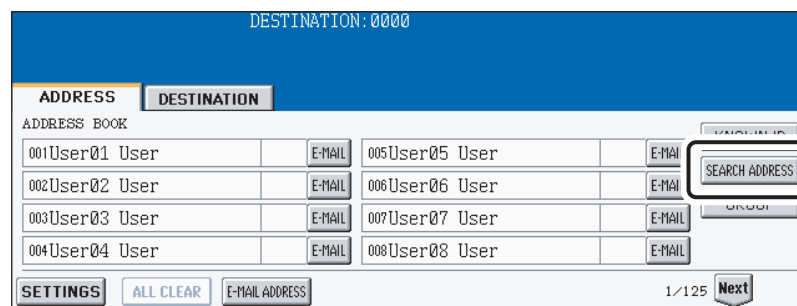 DESTINATION:0000
ADDRESS DESTINATION
ADDRESS BOOK
001User01 User E-MAIL 005User05 User
SEARCH ADDRESS
002User02 User E-MAIL 006User06 User
003User03 User E-MAIL 007User07 User E-MAIL
004User04 User E-MAIL 008User08 User E-MAIL
SETTINGS ALL CLEAR E-MAIL ADDRESS 1/125 Next